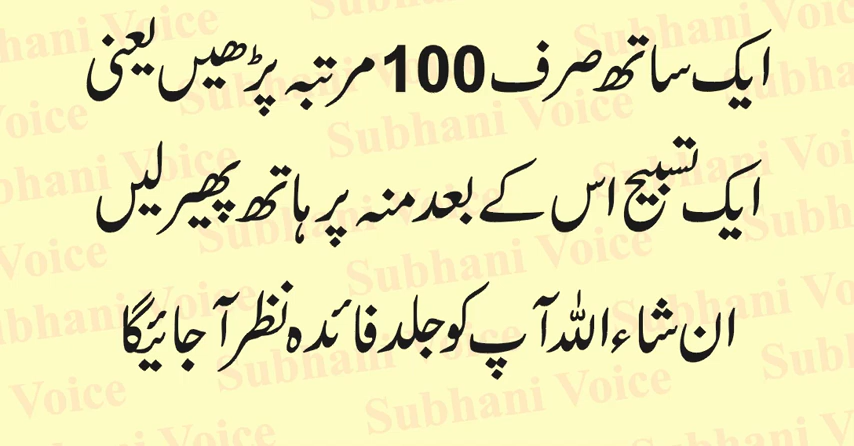 ایک ساتھ صرف 100 مرتبہ پڑھیں یعنی
ایک تسبیح اس کے بعد منہ پر ہاتھ پھیر لیں
ان شاء اللہ آپ کو جلد فائدہ نظر آ جائیگا
Subhani Voice